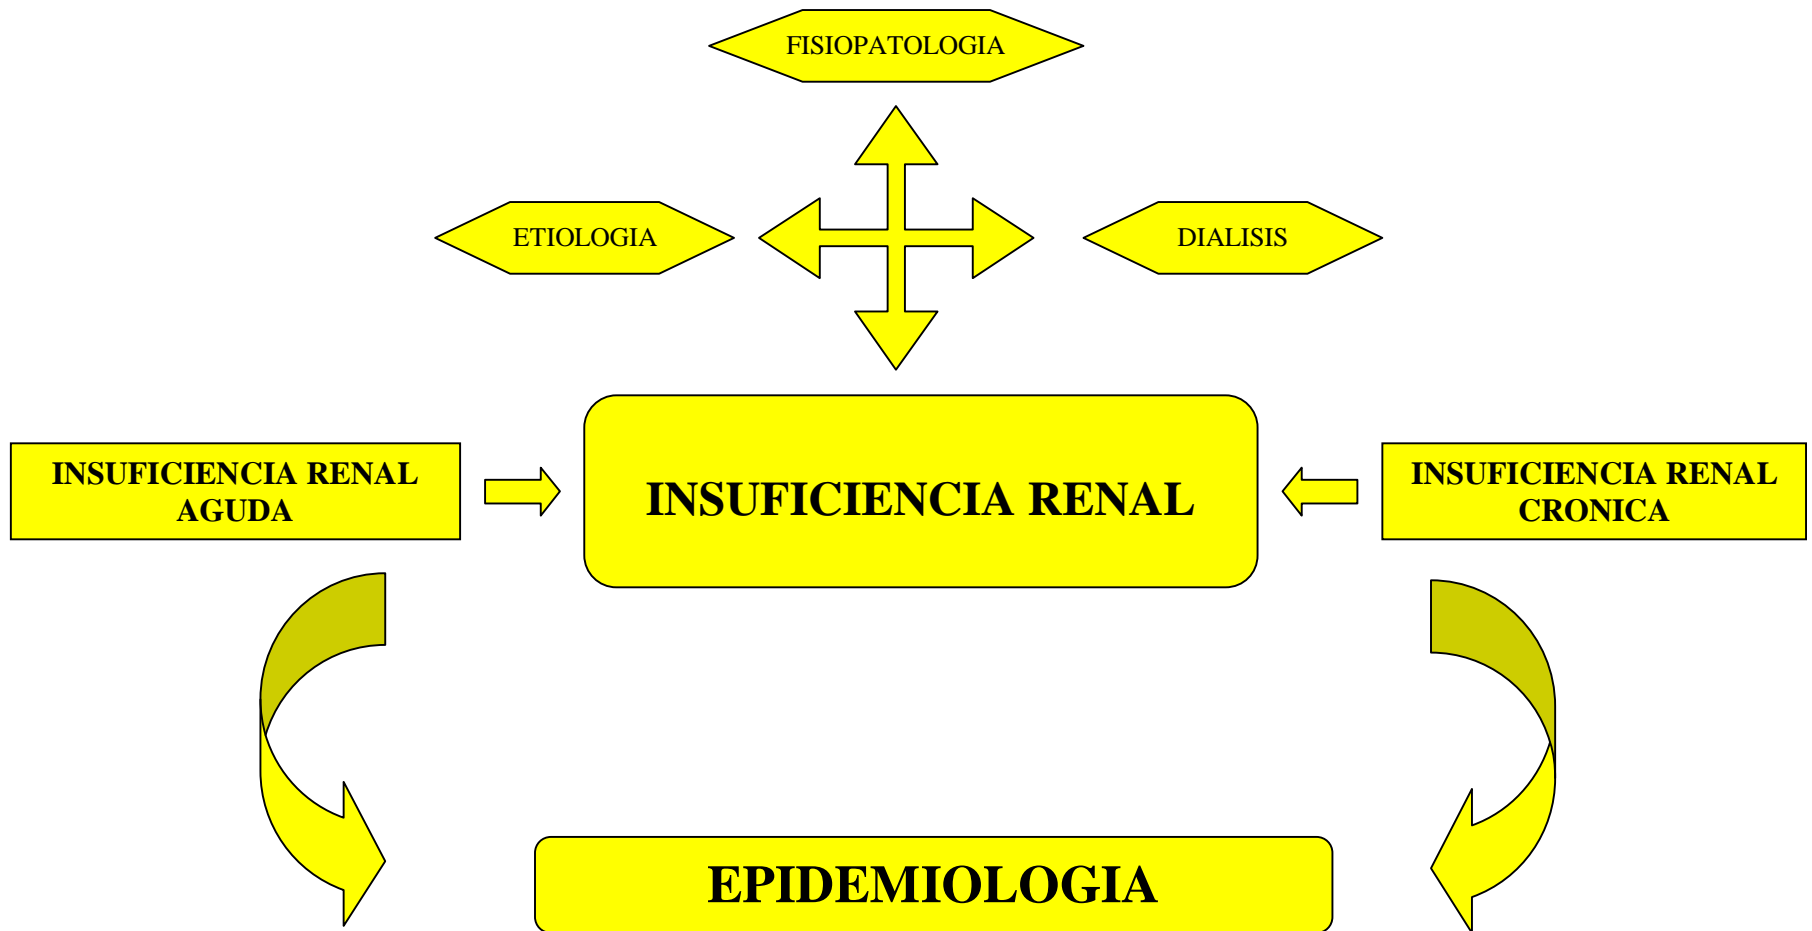 FISIOPATOLOGIA
ETIOLOGIA
DIALISIS
INSUFICIENCIA RENAL
AGUDA
INSUFICIENCIA RENAL
INSUFICIENCIA RENAL
CRONICA
EPIDEMIOLOGIA